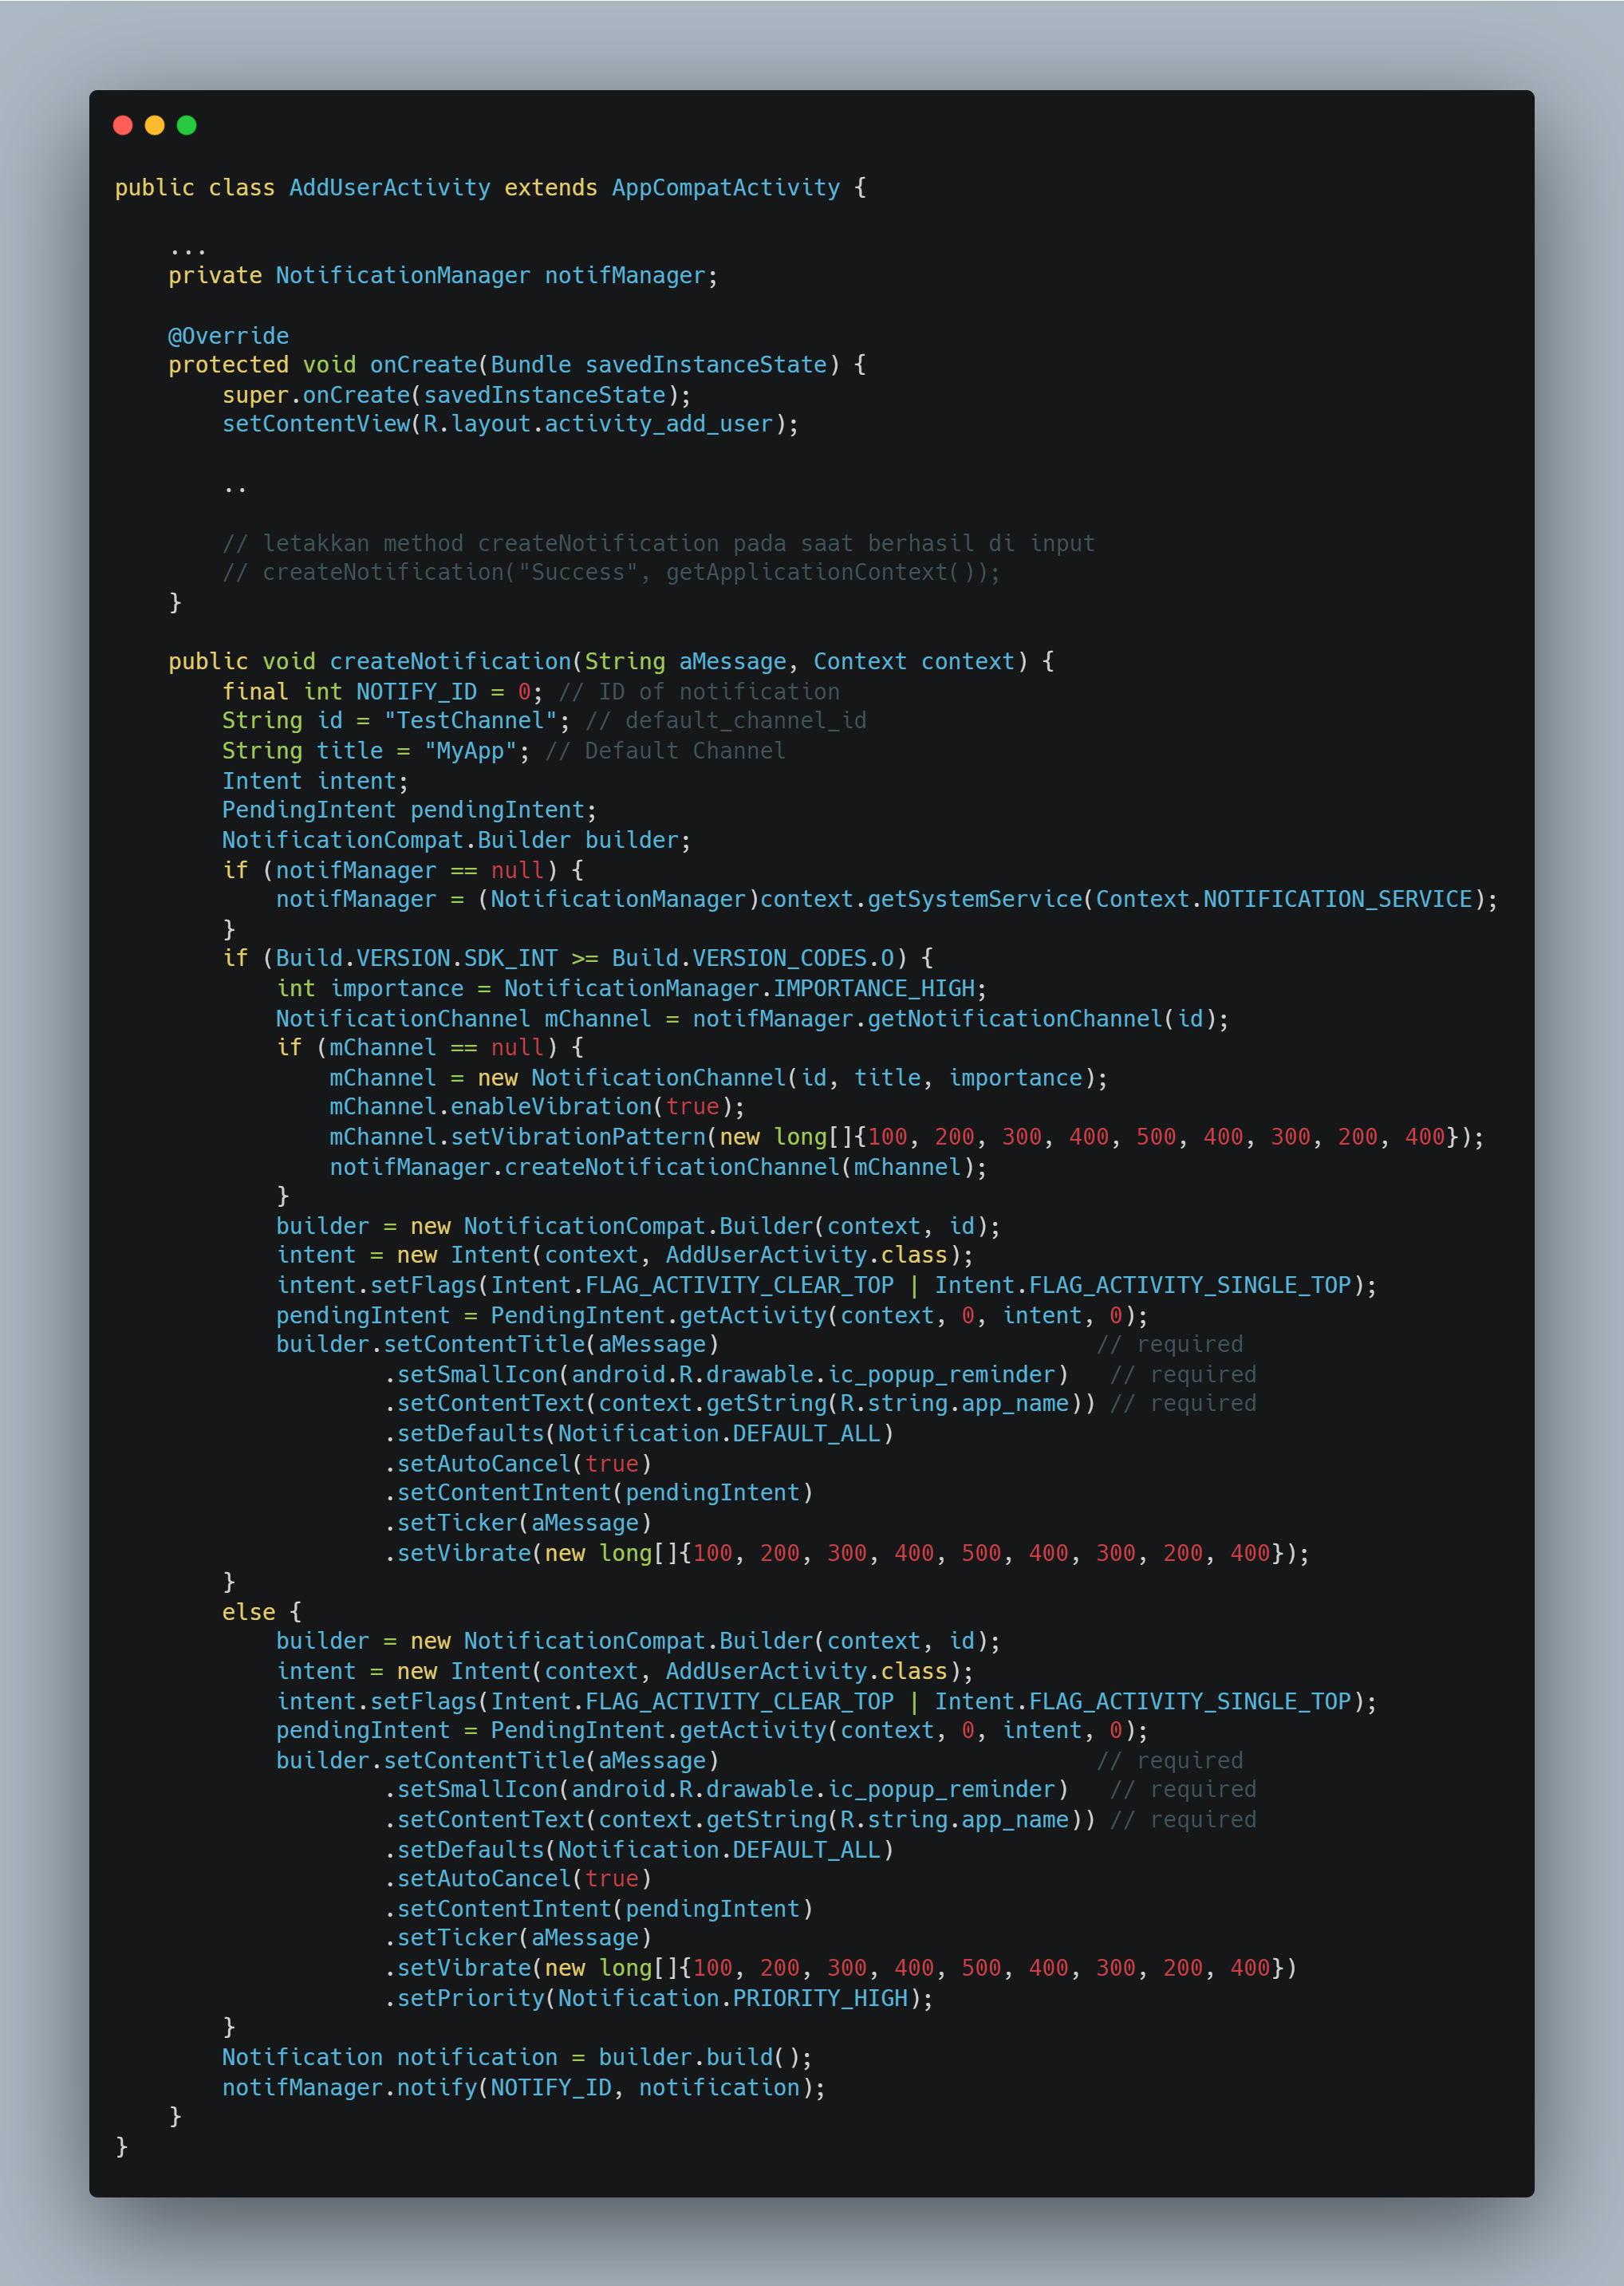 public class AddUserActivity extends AppCompatActivity {

    ...
    private NotificationManager notifManager;

    @Override
    protected void onCreate(Bundle savedInstanceState) {
        super.onCreate(savedInstanceState);
        setContentView(R.layout.activity_add_user);

        ..

        // letakkan method createNotification pada saat berhasil di input
        // createNotification("Success", getApplicationContext());
    }

    public void createNotification(String aMessage, Context context) {
        final int NOTIFY_ID = 0; // ID of notification
        String id = "TestChannel"; // default_channel_id
        String title = "MyApp"; // Default Channel
        Intent intent;
        PendingIntent pendingIntent;
        NotificationCompat.Builder builder;
        if (notifManager == null) {
            notifManager = (NotificationManager)context.getSystemService(Context.NOTIFICATION_SERVICE);
        }
        if (Build.VERSION.SDK_INT >= Build.VERSION_CODES.O) {
            int importance = NotificationManager.IMPORTANCE_HIGH;
            NotificationChannel mChannel = notifManager.getNotificationChannel(id);
            if (mChannel == null) {
                mChannel = new NotificationChannel(id, title, importance);
                mChannel.enableVibration(true);
                mChannel.setVibrationPattern(new long[]{100, 200, 300, 400, 500, 400, 300, 200, 400});
                notifManager.createNotificationChannel(mChannel);
            }
            builder = new NotificationCompat.Builder(context, id);
            intent = new Intent(context, AddUserActivity.class);
            intent.setFlags(Intent.FLAG_ACTIVITY_CLEAR_TOP | Intent.FLAG_ACTIVITY_SINGLE_TOP);
            pendingIntent = PendingIntent.getActivity(context, 0, intent, 0);
            builder.setContentTitle(aMessage)                            // required
                    .setSmallIcon(android.R.drawable.ic_popup_reminder)   // required
                    .setContentText(context.getString(R.string.app_name)) // required
                    .setDefaults(Notification.DEFAULT_ALL)
                    .setAutoCancel(true)
                    .setContentIntent(pendingIntent)
                    .setTicker(aMessage)
                    .setVibrate(new long[]{100, 200, 300, 400, 500, 400, 300, 200, 400});
        }
        else {
            builder = new NotificationCompat.Builder(context, id);
            intent = new Intent(context, AddUserActivity.class);
            intent.setFlags(Intent.FLAG_ACTIVITY_CLEAR_TOP | Intent.FLAG_ACTIVITY_SINGLE_TOP);
            pendingIntent = PendingIntent.getActivity(context, 0, intent, 0);
            builder.setContentTitle(aMessage)                            // required
                    .setSmallIcon(android.R.drawable.ic_popup_reminder)   // required
                    .setContentText(context.getString(R.string.app_name)) // required
                    .setDefaults(Notification.DEFAULT_ALL)
                    .setAutoCancel(true)
                    .setContentIntent(pendingIntent)
                    .setTicker(aMessage)
                    .setVibrate(new long[]{100, 200, 300, 400, 500, 400, 300, 200, 400})
                    .setPriority(Notification.PRIORITY_HIGH);
        }
        Notification notification = builder.build();
        notifManager.notify(NOTIFY_ID, notification);
    }
}